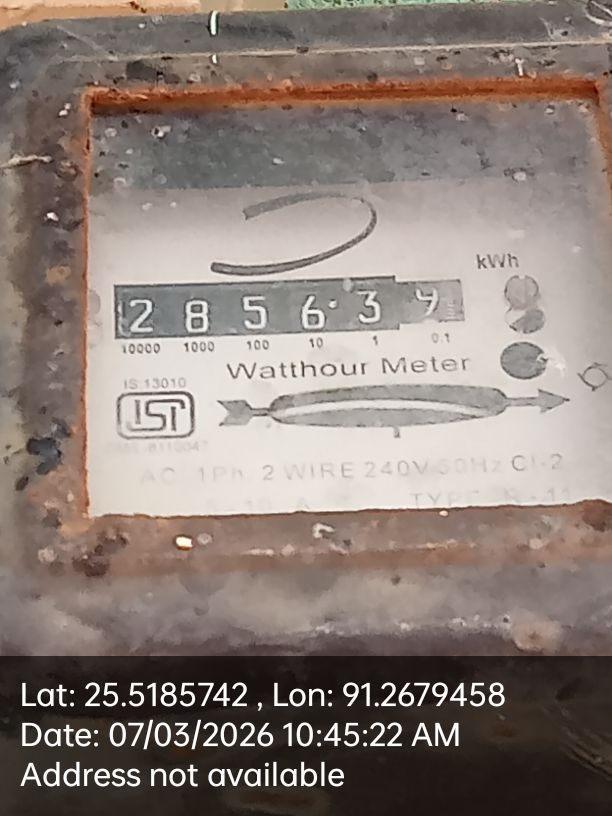 kWh
2 8 5 6 3 9
10000 1000 100 10 1 0.1
Watthour Meter
IS 13010
ISI
AC 1Ph. 2 WIRE 240V 50Hz Cl-2
TYPE
Lat: 25.5185742 , Lon: 91.2679458
Date: 07/03/2026 10:45:22 AM
Address not available